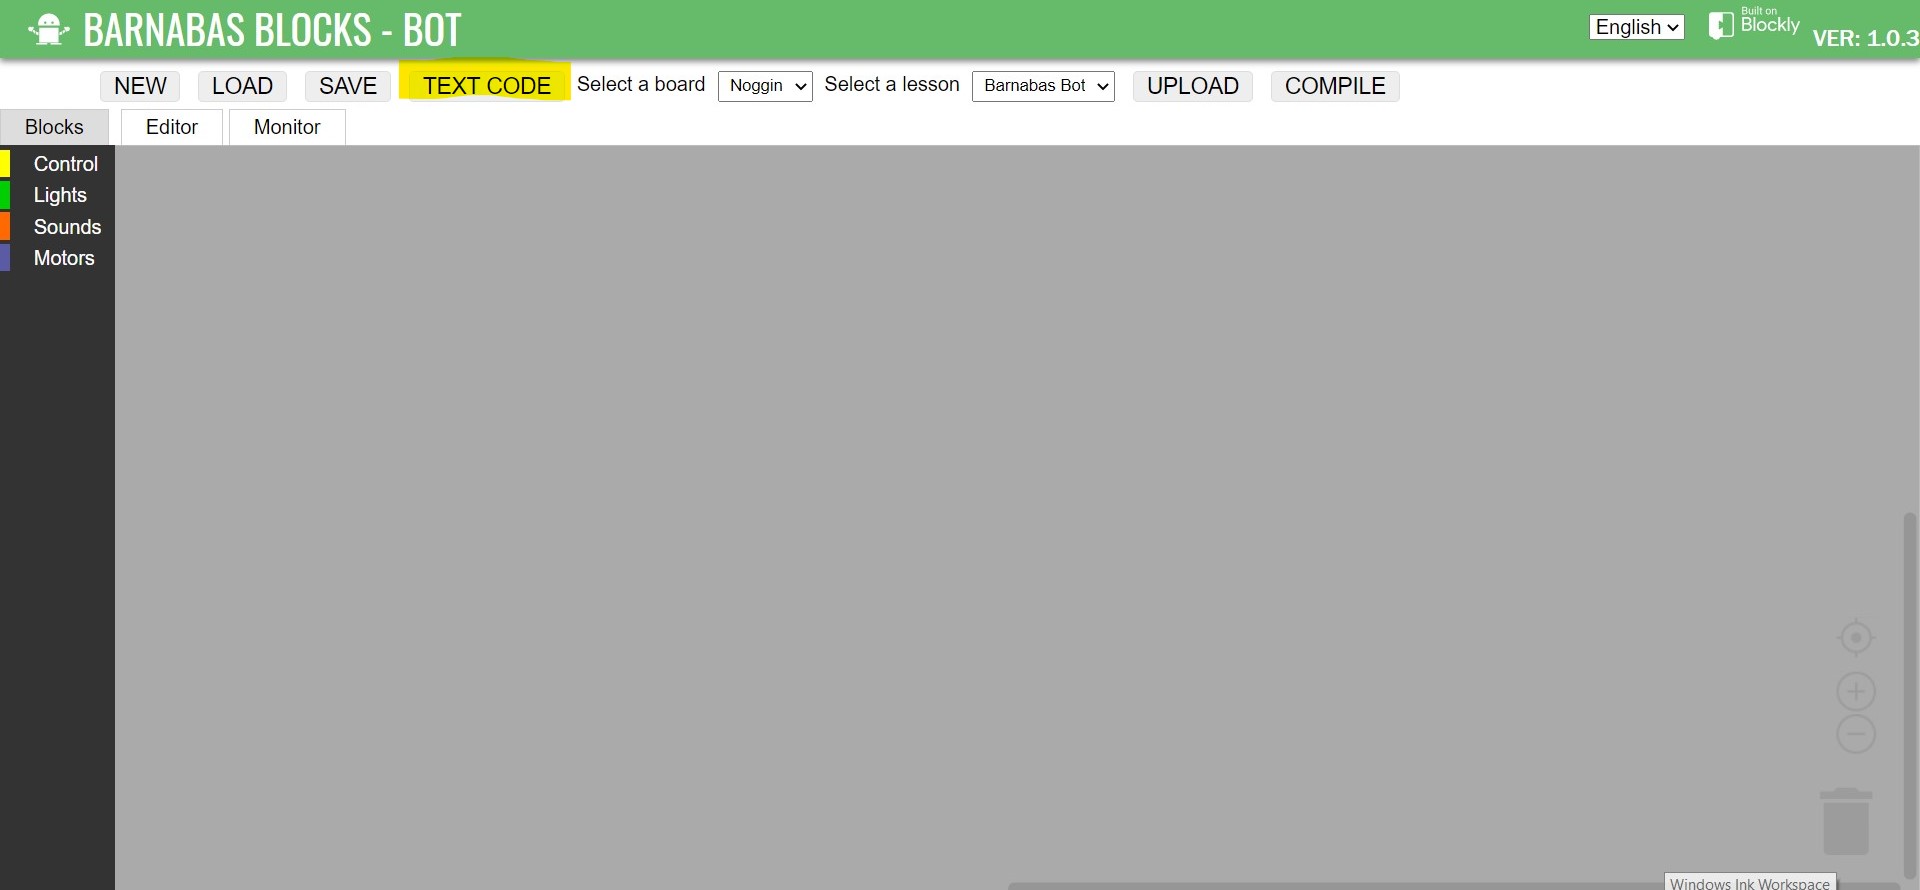 BARNABAS BLOCKS - BOT
English
Built on
Blockly
VER: 1.0.3
NEW LOAD SAVE TEXT CODE Select a board Noggin Select a lesson Barnabas Bot UPLOAD COMPILE
Blocks Editor Monitor
Control
Lights
Sounds
Motors
Windows Ink Workspace